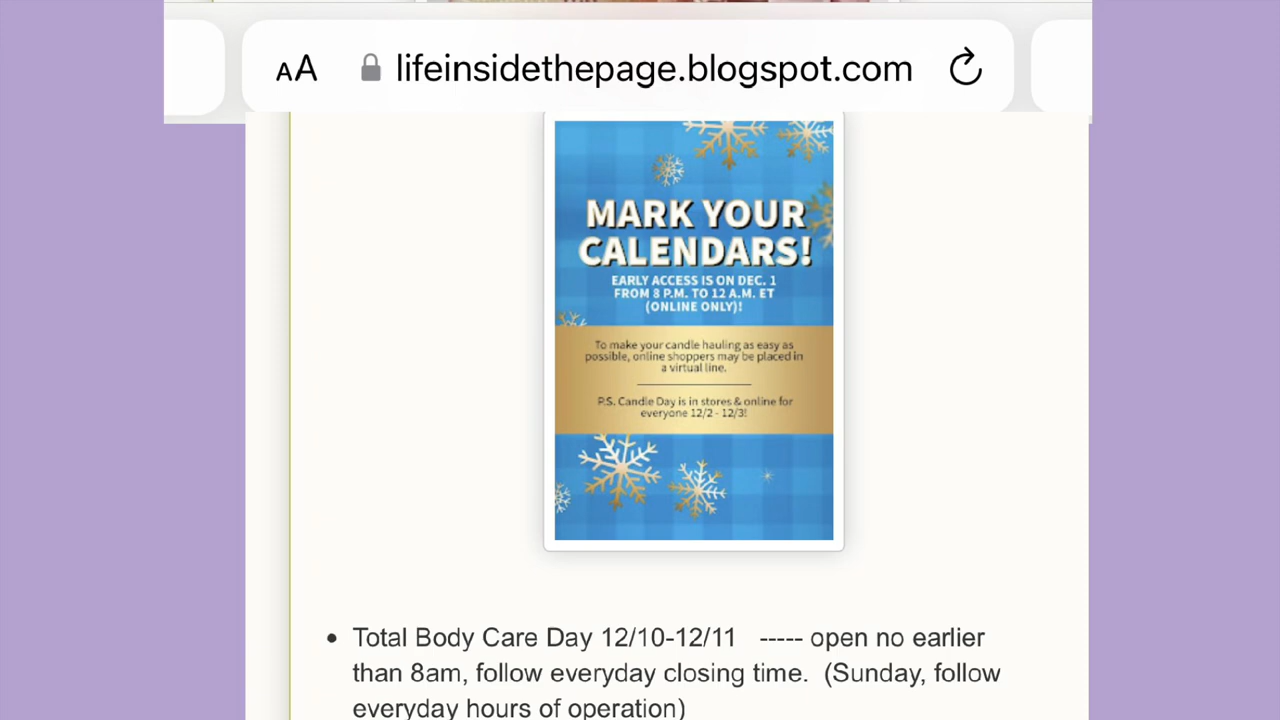 AA lifeinsidethepage.blogspot.com
MARK YOUR
CALENDARS!
EARLY ACCESS IS ON DEC. 1
FROM 8 P.M. TO 12 A.M. ET
(ONLINE ONLY)!
To make your candle hauling as easy as
possible, online shoppers may be placed in
a virtual line.
P.S. Candle Day is in stores & online for
everyone 12/2 - 12/3!
• Total Body Care Day 12/10-12/11 ----- open no earlier
than 8am, follow everyday closing time. (Sunday, follow
everyday hours of operation)